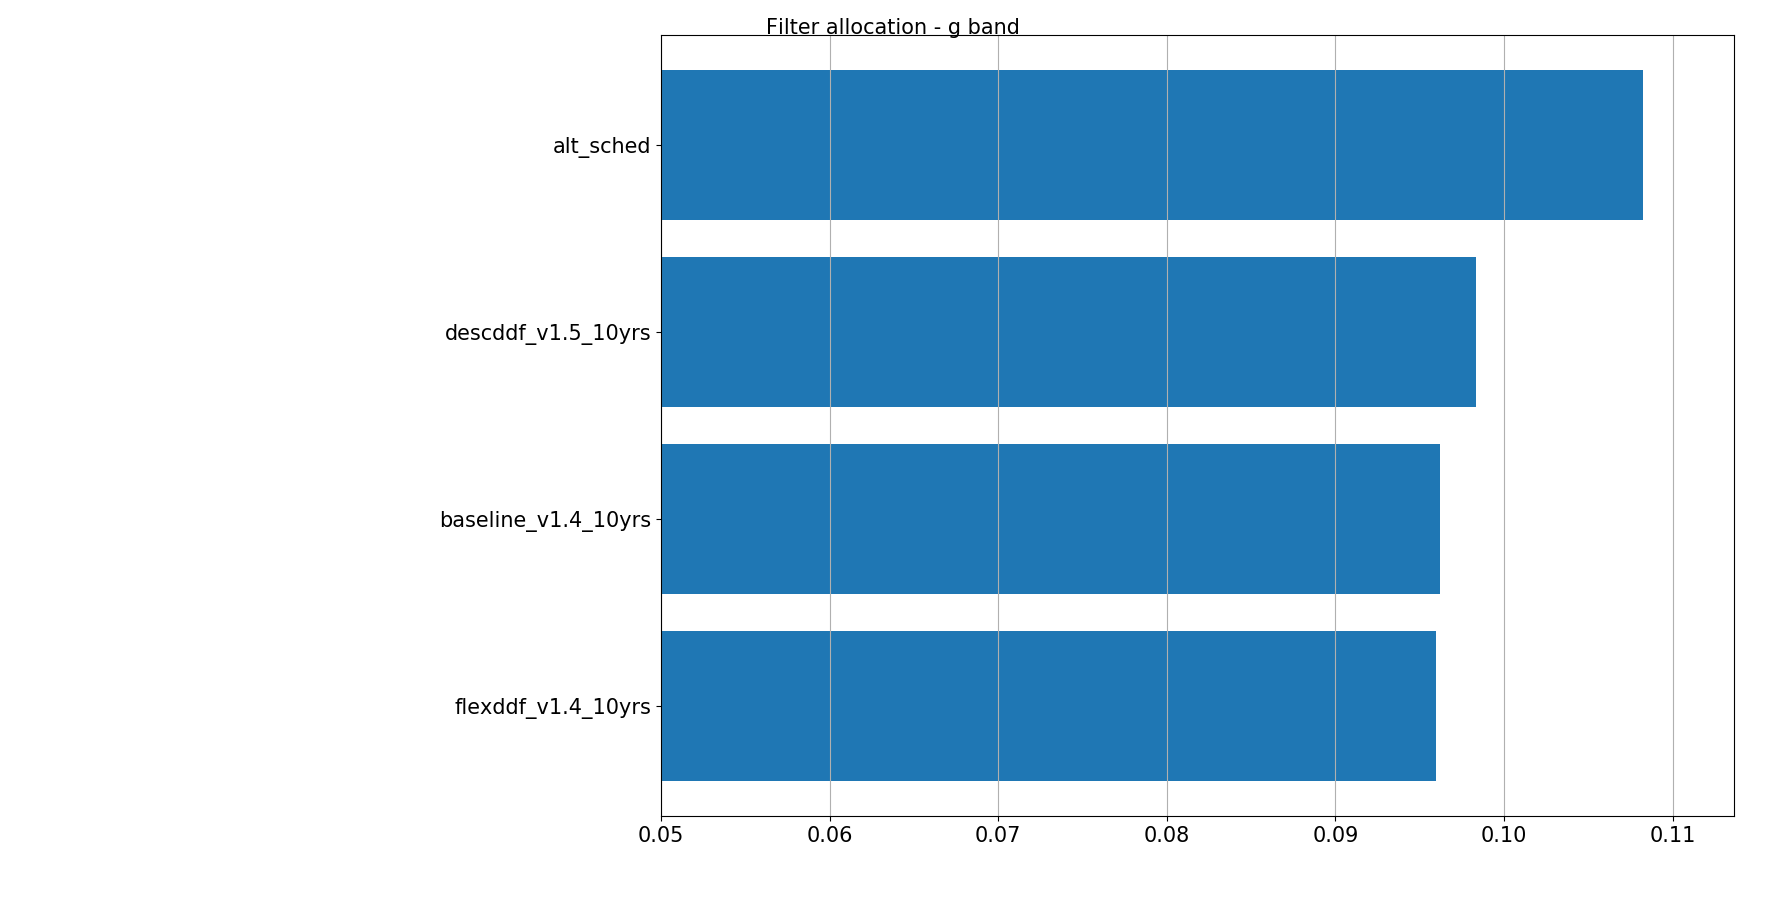 Filter allocation - g band
alt_sched
descddf_v1.5_10yrs
baseline_v1.4_10yrs
flexddf_v1.4_10yrs
0.05 0.06 0.07 0.08 0.09 0.10 0.11